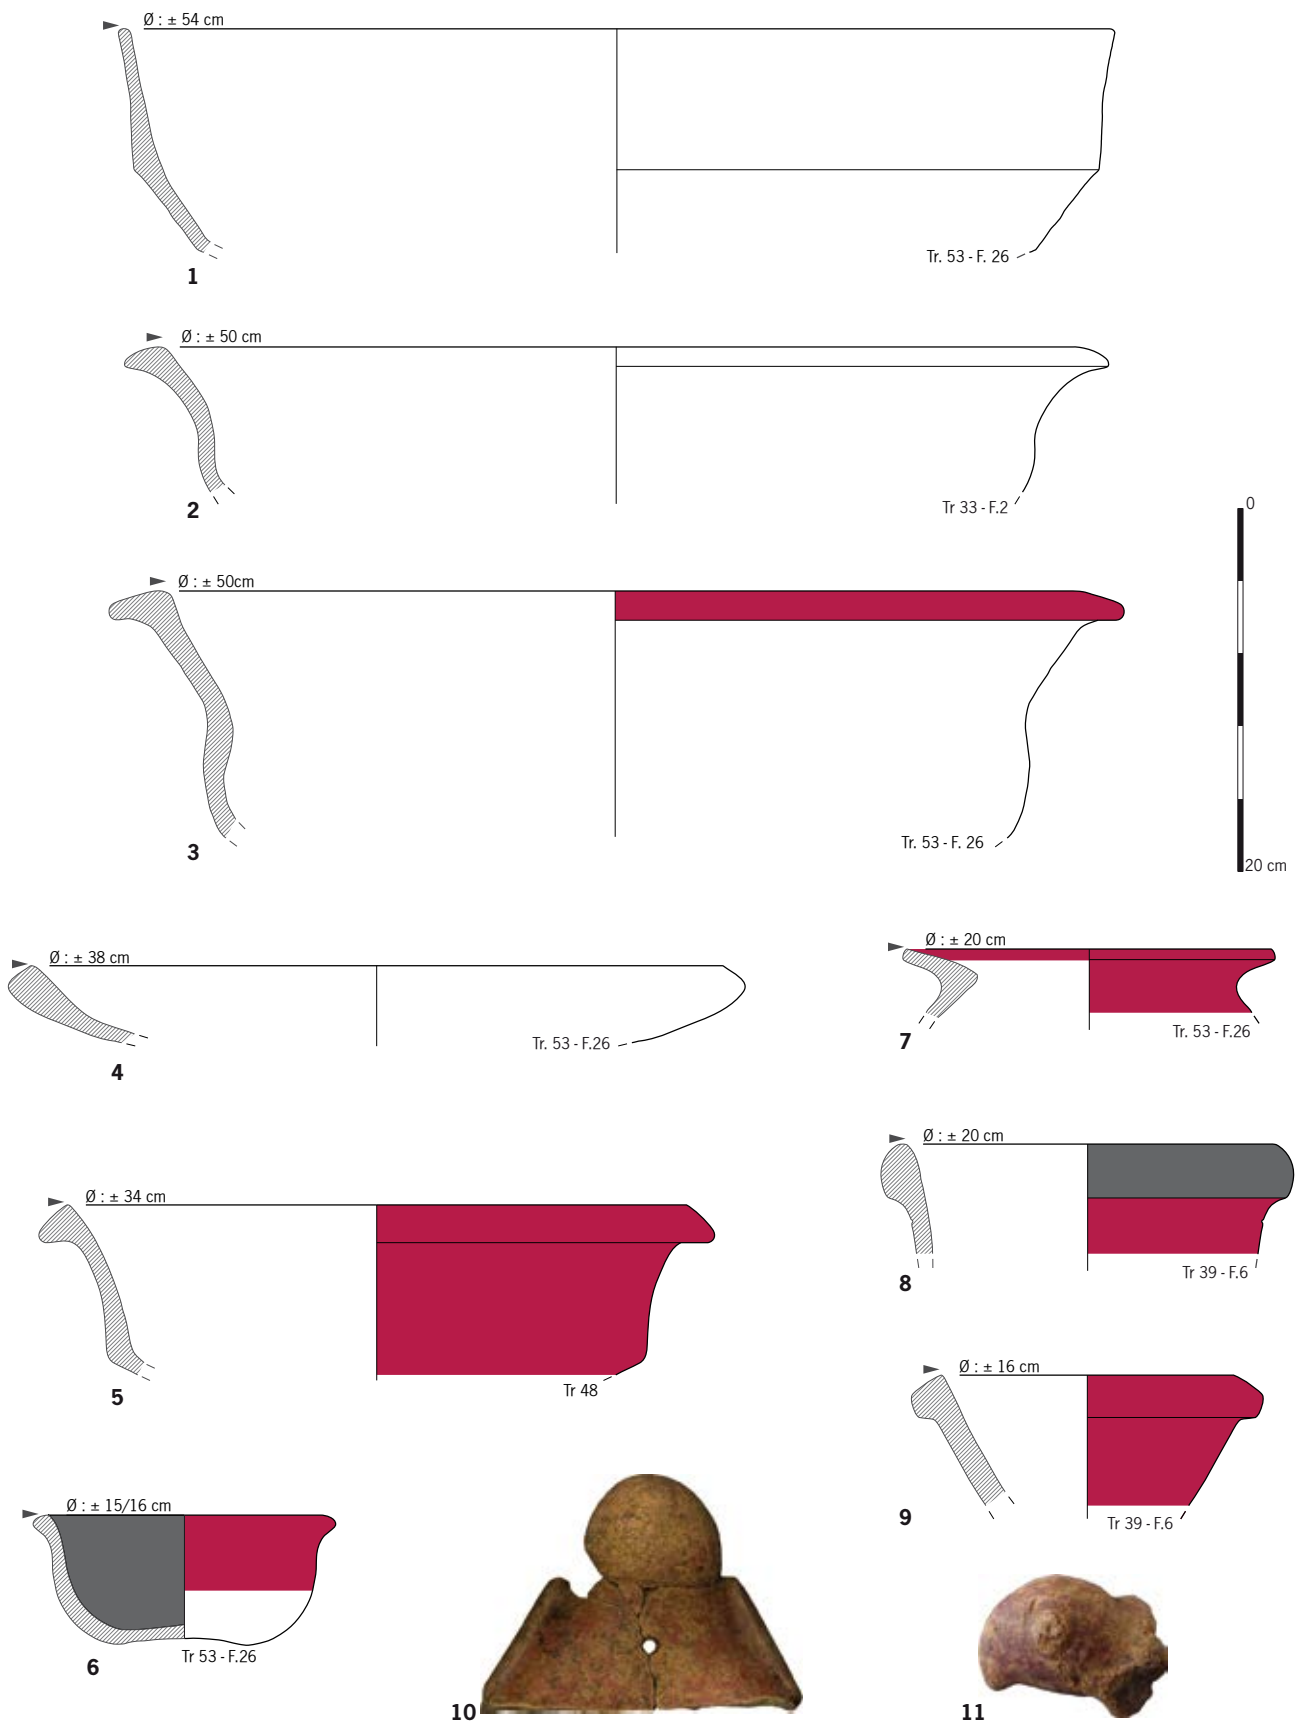 Ø : ± 54 cm
Tr. 53 - F. 26
1
Ø : ± 50 cm
Tr 33 - F.2
2
0
20 cm
Ø : ± 50cm
Tr. 53 - F. 26
3
Ø : ± 38 cm
Tr. 53 - F.26
4
Ø : ± 34 cm
Tr 48
5
Ø : ± 15/16 cm
Tr 53 - F.26
6
Ø : ± 20 cm
Tr. 53 - F.26
7
Ø : ± 20 cm
Tr 39 - F.6
8
Ø : ± 16 cm
Tr 39 - F.6
9
10
11